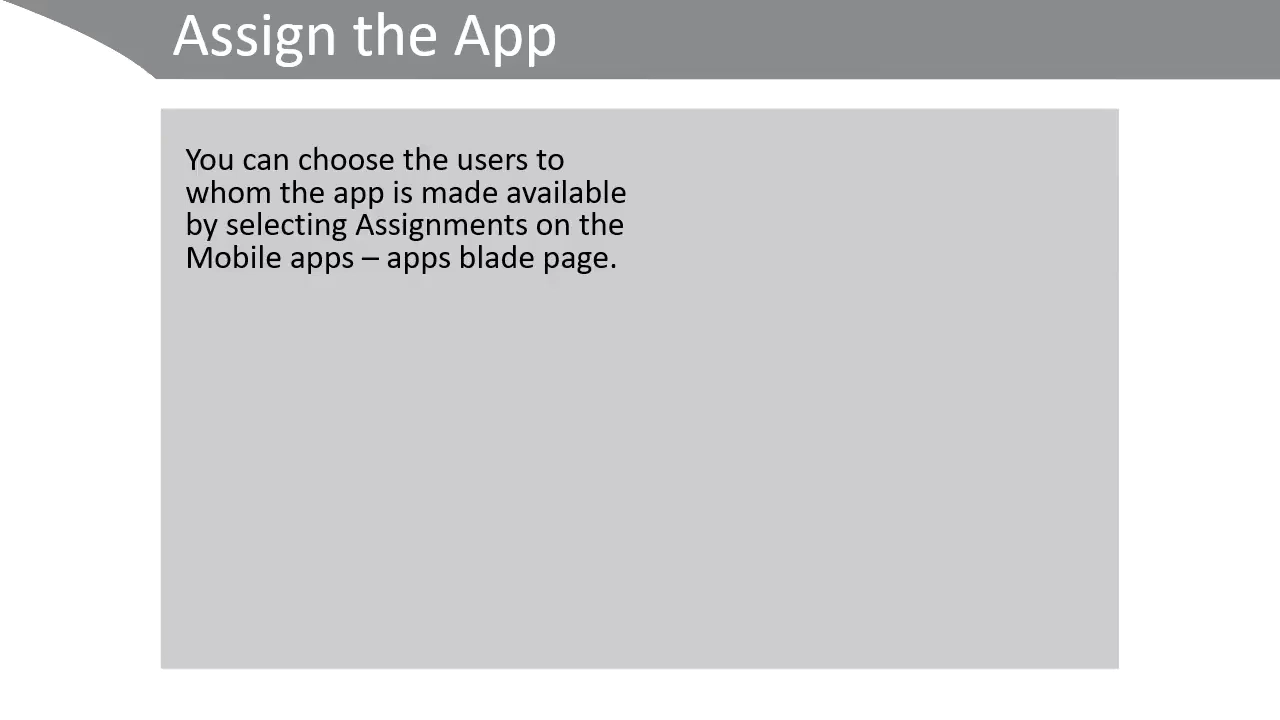 Assign the App
You can choose the users to
whom the app is made available
by selecting Assignments on the
Mobile apps – apps blade page.